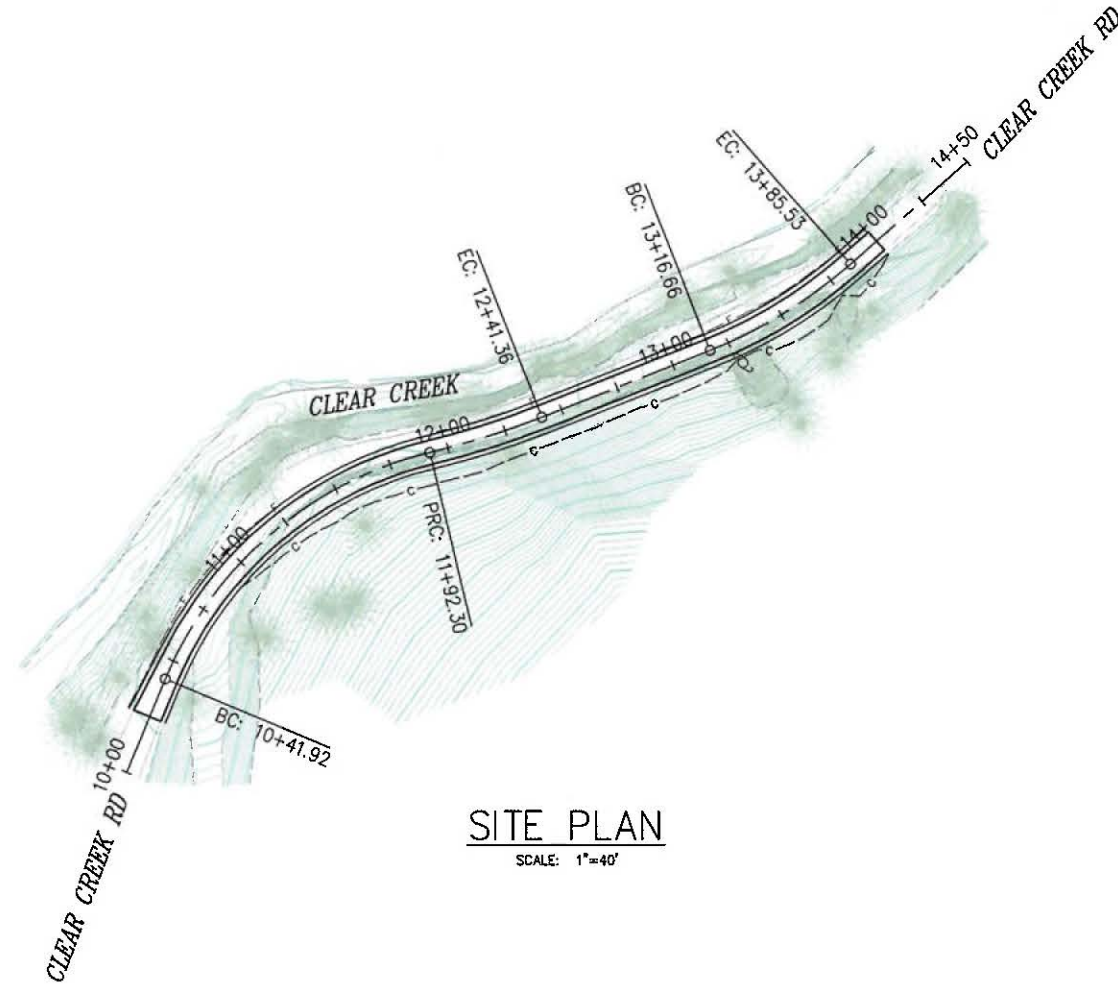 CLEAR CREEK RD
14+50
EC: 13+85.53
14+00
BC: 13+16.66
13+00
EC: 12+41.36
CLEAR CREEK
12+00
PRC: 11+92.30
11+00
BC: 10+41.92
10+00
CLEAR CREEK RD
C
C
C
C
C
C
F
F
F
SITE PLAN
SCALE: 1"=40'